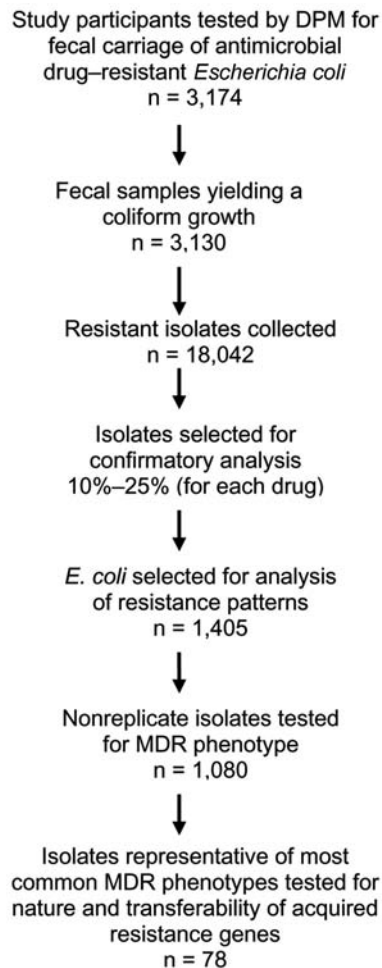 Study participants tested by DPM for
fecal carriage of antimicrobial
drug–resistant Escherichia coli
n = 3,174
Fecal samples yielding a
coliform growth
n = 3,130
Resistant isolates collected
n = 18,042
Isolates selected for
confirmatory analysis
10%–25% (for each drug)
E. coli selected for analysis
of resistance patterns
n = 1,405
Nonreplicate isolates tested
for MDR phenotype
n = 1,080
Isolates representative of most
common MDR phenotypes tested for
nature and transferability of acquired
resistance genes
n = 78